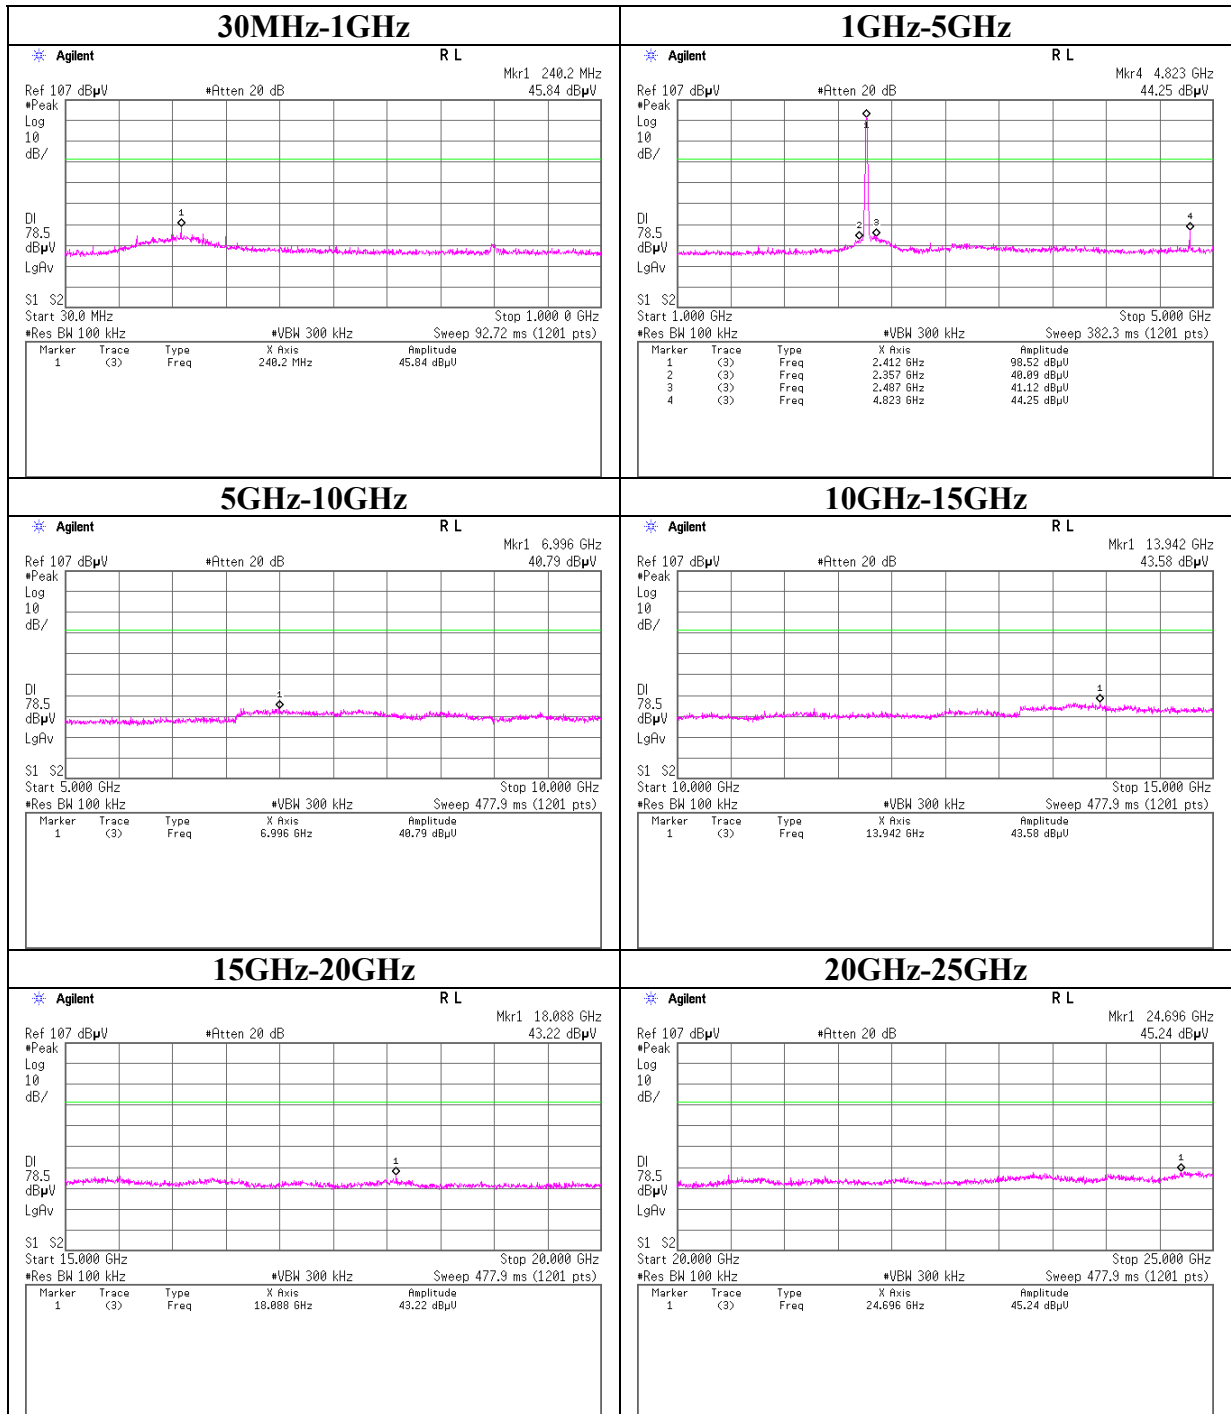 30MHz-1GHz
Agilent R L
Mkr1 240.2 MHz
Ref 107 dBµV #Atten 20 dB 45.84 dBµV
#Peak
Log
10
dB/
1
DI
78.5
dBµV
LgAv
S1 S2
Start 30.0 MHz Stop 1.000 0 GHz
#Res BW 100 kHz #VBW 300 kHz Sweep 92.72 ms (1201 pts)
Marker Trace Type X Axis Amplitude
1 (3) Freq 240.2 MHz 45.84 dBµV
1GHz-5GHz
Agilent R L
Mkr4 4.823 GHz
Ref 107 dBµV #Atten 20 dB 44.25 dBµV
#Peak
Log
10
dB/
1
2 3 4
DI
78.5
dBµV
LgAv
S1 S2
Start 1.000 GHz Stop 5.000 GHz
#Res BW 100 kHz #VBW 300 kHz Sweep 382.3 ms (1201 pts)
Marker Trace Type X Axis Amplitude
1 (3) Freq 2.412 GHz 98.52 dBµV
2 (3) Freq 2.357 GHz 40.09 dBµV
3 (3) Freq 2.487 GHz 41.12 dBµV
4 (3) Freq 4.823 GHz 44.25 dBµV
5GHz-10GHz
Agilent R L
Mkr1 6.996 GHz
Ref 107 dBµV #Atten 20 dB 40.79 dBµV
#Peak
Log
10
dB/
1
DI
78.5
dBµV
LgAv
S1 S2
Start 5.000 GHz Stop 10.000 GHz
#Res BW 100 kHz #VBW 300 kHz Sweep 477.9 ms (1201 pts)
Marker Trace Type X Axis Amplitude
1 (3) Freq 6.996 GHz 40.79 dBµV
10GHz-15GHz
Agilent R L
Mkr1 13.942 GHz
Ref 107 dBµV #Atten 20 dB 43.58 dBµV
#Peak
Log
10
dB/
1
DI
78.5
dBµV
LgAv
S1 S2
Start 10.000 GHz Stop 15.000 GHz
#Res BW 100 kHz #VBW 300 kHz Sweep 477.9 ms (1201 pts)
Marker Trace Type X Axis Amplitude
1 (3) Freq 13.942 GHz 43.58 dBµV
15GHz-20GHz
Agilent R L
Mkr1 18.088 GHz
Ref 107 dBµV #Atten 20 dB 43.22 dBµV
#Peak
Log
10
dB/
1
DI
78.5
dBµV
LgAv
S1 S2
Start 15.000 GHz Stop 20.000 GHz
#Res BW 100 kHz #VBW 300 kHz Sweep 477.9 ms (1201 pts)
Marker Trace Type X Axis Amplitude
1 (3) Freq 18.088 GHz 43.22 dBµV
20GHz-25GHz
Agilent R L
Mkr1 24.696 GHz
Ref 107 dBµV #Atten 20 dB 45.24 dBµV
#Peak
Log
10
dB/
1
DI
78.5
dBµV
LgAv
S1 S2
Start 20.000 GHz Stop 25.000 GHz
#Res BW 100 kHz #VBW 300 kHz Sweep 477.9 ms (1201 pts)
Marker Trace Type X Axis Amplitude
1 (3) Freq 24.696 GHz 45.24 dBµV